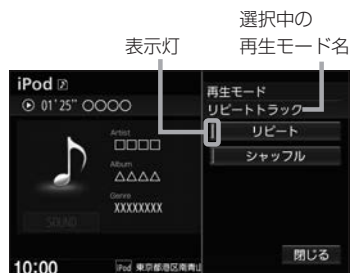 選択中の
再生モード名
表示灯
iPod
01'25" ○○○○
再生モード
リピートトラック
リピート
シャッフル
Artist
□□□□
Album
△△△△
Genre
XXXXXXXX
SOUND
閉じる
10:00
iPod 東京都港区南青山